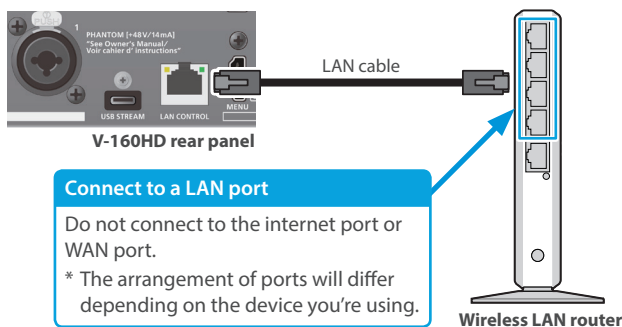 1
PHANTOM [+48V/14mA]
"See Owner's Manual/
Voir cahier d' instructions"
LAN cable
USB STREAM
LAN CONTROL
MENU
V-160HD rear panel
Connect to a LAN port
Do not connect to the internet port or
WAN port.
* The arrangement of ports will differ
depending on the device you're using.
Wireless LAN router